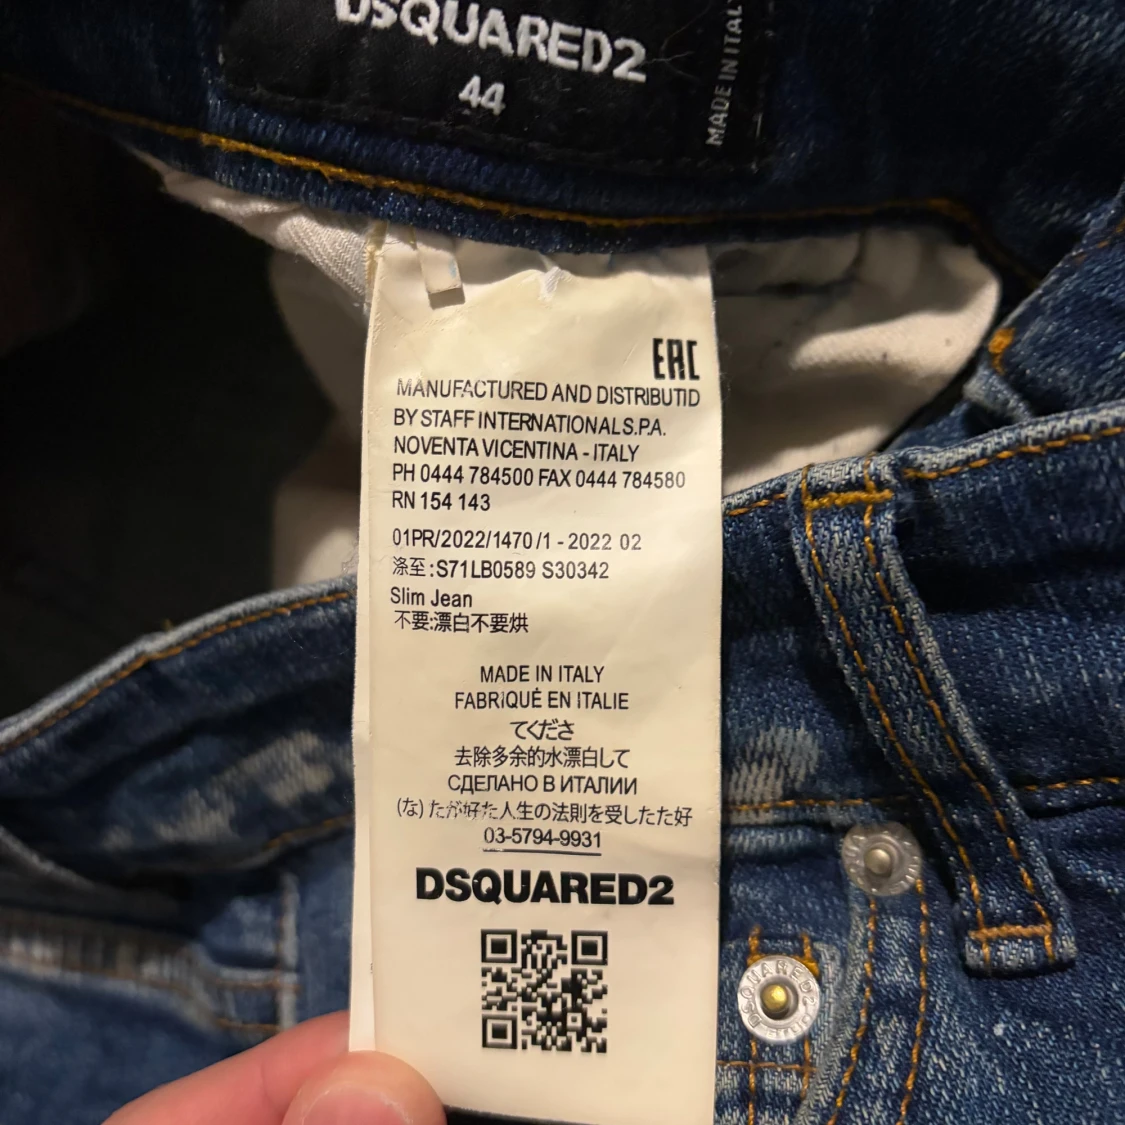 DSQUARED2
44
MADE IN ITALY
EAC
MANUFACTURED AND DISTRIBUTID
BY STAFF INTERNATIONAL S.P.A.
NOVENTA VICENTINA - ITALY
PH 0444 784500 FAX 0444 784580
RN 154 143
01PR/2022/1470/1 - 2022 02
涤至:S71LB0589 S30342
Slim Jean
不要:漂白不要烘
MADE IN ITALY
FABRIQUÉ EN ITALIE
てくださ
去除多余的水漂白して
СДЕЛАНО В ИТАЛИИ
(な) たが好た人生の法則を受したた好
03-5794-9931
DSQUARED2
DSQUARED2